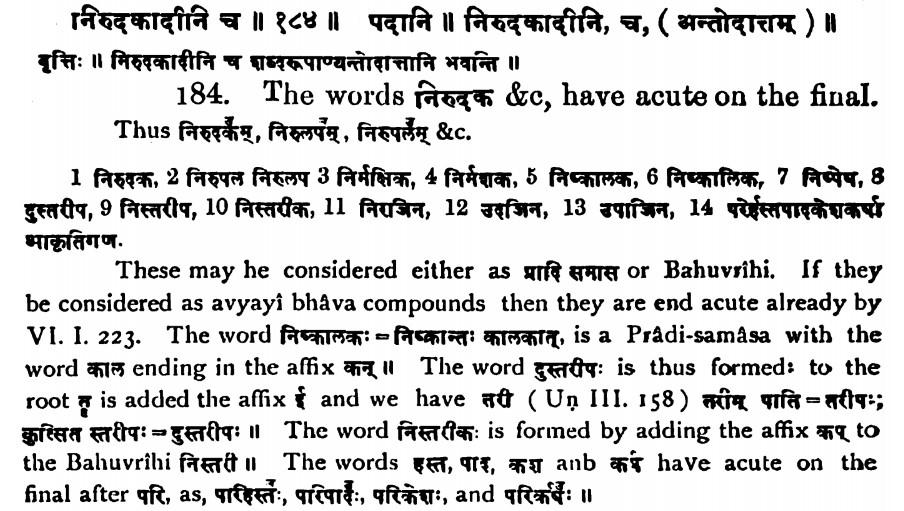 निरुदकादीनि च ॥ १८४ ॥ पदानि ॥ निरुदकादीनि, च, ( अन्तोदात्तम् ) ॥
वृत्तिः ॥ निरुदकादीनि च शब्दरूपाण्यन्तोदात्तानि भवन्ति ॥
184. The words निरुदक &c, have acute on the final.
Thus निरुदकम्, निरुलपम्, निरुपलम् &c.
1 निरुदक, 2 निरुपल निरुलप 3 निर्मक्षिक, 4 निर्मशक, 5 निष्कालक, 6 निष्कालिक, 7 निष्पेष, 8
दुस्तरीप, 9 निस्तरीप, 10 निस्तरीक, 11 निरजिन, 12 उदजिन, 13 उपाजिन, 14 परेर्हस्तपादकेशकर्षा
आकृतिगण.
These may he considered either as प्रादि समास or Bahuvrîhi. If they
be considered as avyayî bhâva compounds then they are end acute already by
VI. I. 223. The word निष्कालकः = निष्क्रान्तः कालकात्, is a Prâdi-samâsa with the
word काल ending in the affix कन् ॥ The word दुस्तरीपः is thus formed: to the
root तॄ is added the affix ई and we have तरी ( Uṇ III. 158 ) तरीम् पाति = तरीपः;
कुत्सित स्तरीपः = दुस्तरीपः ॥ The word निस्तरीकः is formed by adding the affix कप् to
the Bahuvrîhi निस्तरी ॥ The words हस्त, पाद, कश anb कर्ष have acute on the
final after परि, as, परिहस्तः, परिपादः, परिकेशः, and परिकर्षः ॥